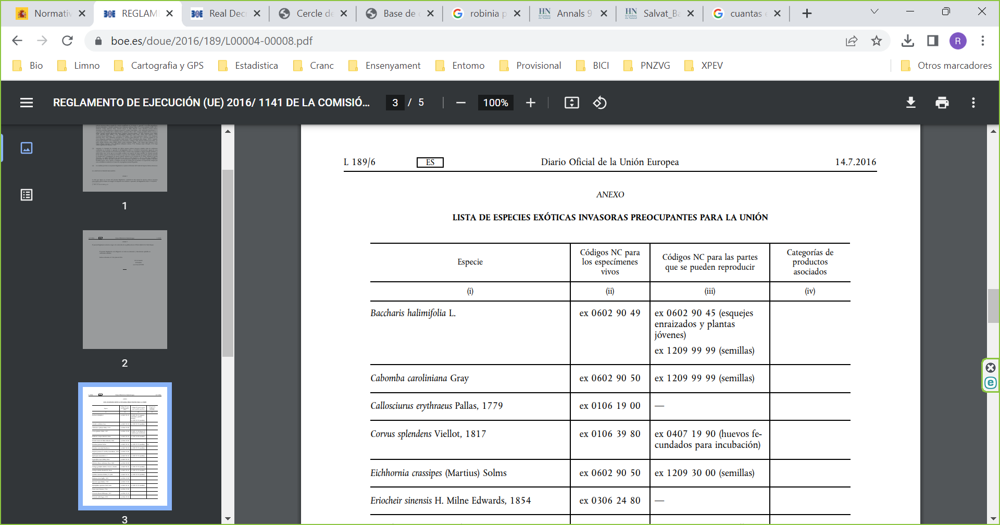 Normativ
REGLAM
Real Dec
Cercle de
Base de
robinia p
Annals 9
Salvat_Ba
cuantas e
boe.es/doue/2016/189/L00004-00008.pdf
R
Bio
Limno
Cartografia y GPS
Estadistica
Cranc
Ensenyament
Entomo
Provisional
BICI
PNZVG
XPEV
Otros marcadores
REGLAMENTO DE EJECUCIÓN (UE) 2016/ 1141 DE LA COMISIÓ...
3 / 5
100%
1
2
3
L 189/6
ES
Diario Oficial de la Unión Europea
14.7.2016
ANEXO
LISTA DE ESPECIES EXÓTICAS INVASORAS PREOCUPANTES PARA LA UNIÓN
Especie
Códigos NC para
los especímenes
vivos
Códigos NC para las partes
que se pueden reproducir
Categorías de
productos
asociados
(i)
(ii)
(iii)
(iv)
Baccharis halimifolia L.
ex 0602 90 49
ex 0602 90 45 (esquejes
enraizados y plantas
jóvenes)
ex 1209 99 99 (semillas)
Cabomba caroliniana Gray
ex 0602 90 50
ex 1209 99 99 (semillas)
Callosciurus erythraeus Pallas, 1779
ex 0106 19 00
—
Corvus splendens Viellot, 1817
ex 0106 39 80
ex 0407 19 90 (huevos fe-
cundados para incubación)
Eichhornia crassipes (Martius) Solms
ex 0602 90 50
ex 1209 30 00 (semillas)
Eriocheir sinensis H. Milne Edwards, 1854
ex 0306 24 80
—